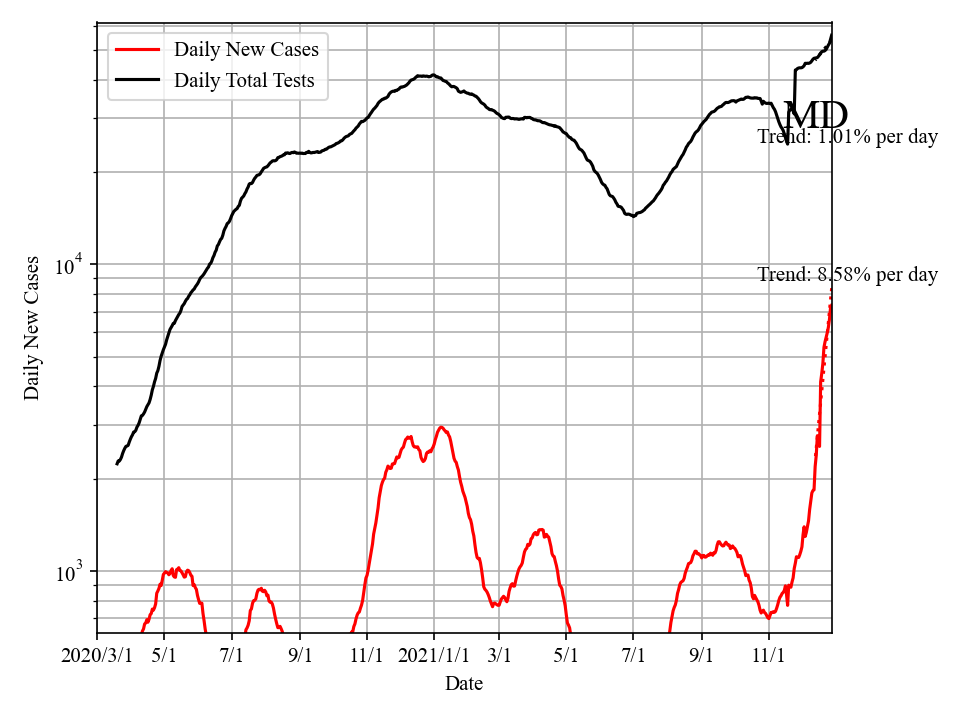 Daily New Cases
Daily Total Tests
MD
Trend: 1.01% per day
Trend: 8.58% per day
Daily New Cases
10^4
10^3
2020/3/1 5/1 7/1 9/1 11/1 2021/1/1 3/1 5/1 7/1 9/1 11/1
Date